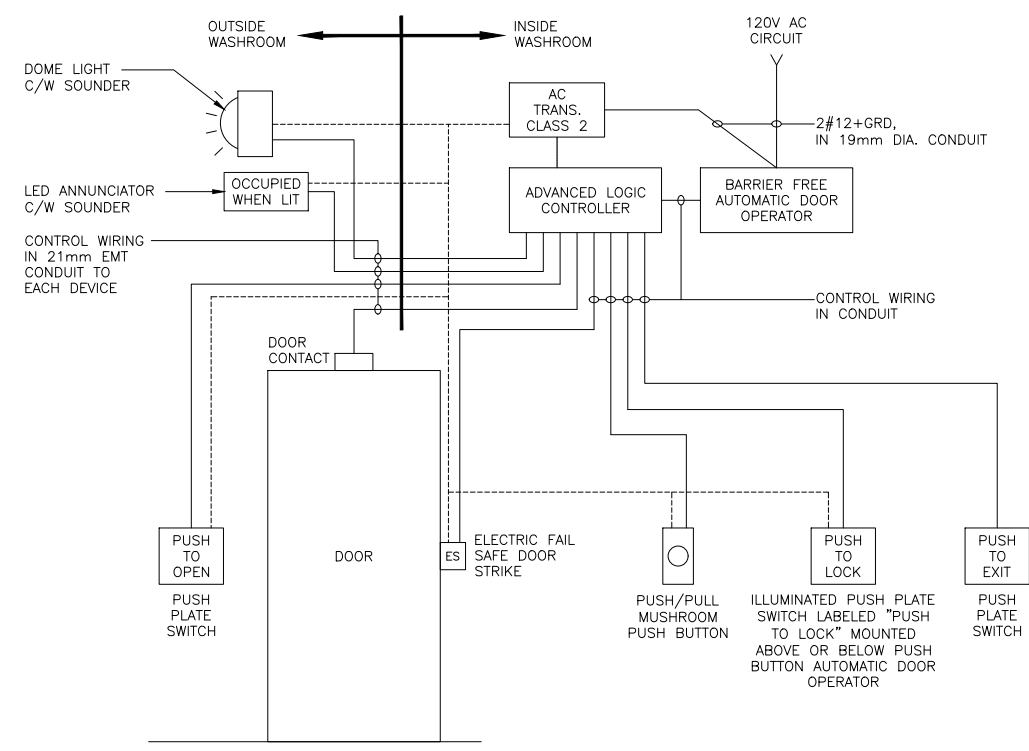 OUTSIDE
WASHROOM
INSIDE
WASHROOM
120V AC
CIRCUIT
DOME LIGHT
C/W SOUNDER
AC
TRANS.
CLASS 2
2#12+GRD,
IN 19mm DIA. CONDUIT
LED ANNUNCIATOR
C/W SOUNDER
OCCUPIED
WHEN LIT
ADVANCED LOGIC
CONTROLLER
BARRIER FREE
AUTOMATIC DOOR
OPERATOR
CONTROL WIRING
IN 21mm EMT
CONDUIT TO
EACH DEVICE
CONTROL WIRING
IN CONDUIT
DOOR
CONTACT
PUSH
TO
OPEN
PUSH
PLATE
SWITCH
DOOR
ES
ELECTRIC FAIL
SAFE DOOR
STRIKE
PUSH/PULL
MUSHROOM
PUSH BUTTON
PUSH
TO
LOCK
ILLUMINATED PUSH PLATE
SWITCH LABELED "PUSH
TO LOCK" MOUNTED
ABOVE OR BELOW PUSH
BUTTON AUTOMATIC DOOR
OPERATOR
PUSH
TO
EXIT
PUSH
PLATE
SWITCH